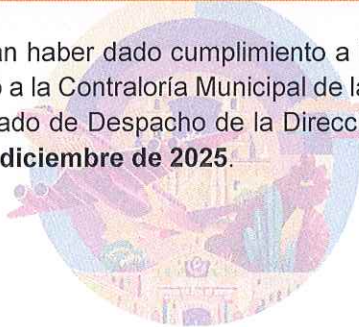 an haber dado cumplimiento a
a la Contraloría Municipal de la
ado de Despacho de la Direcc
diciembre de 2025.